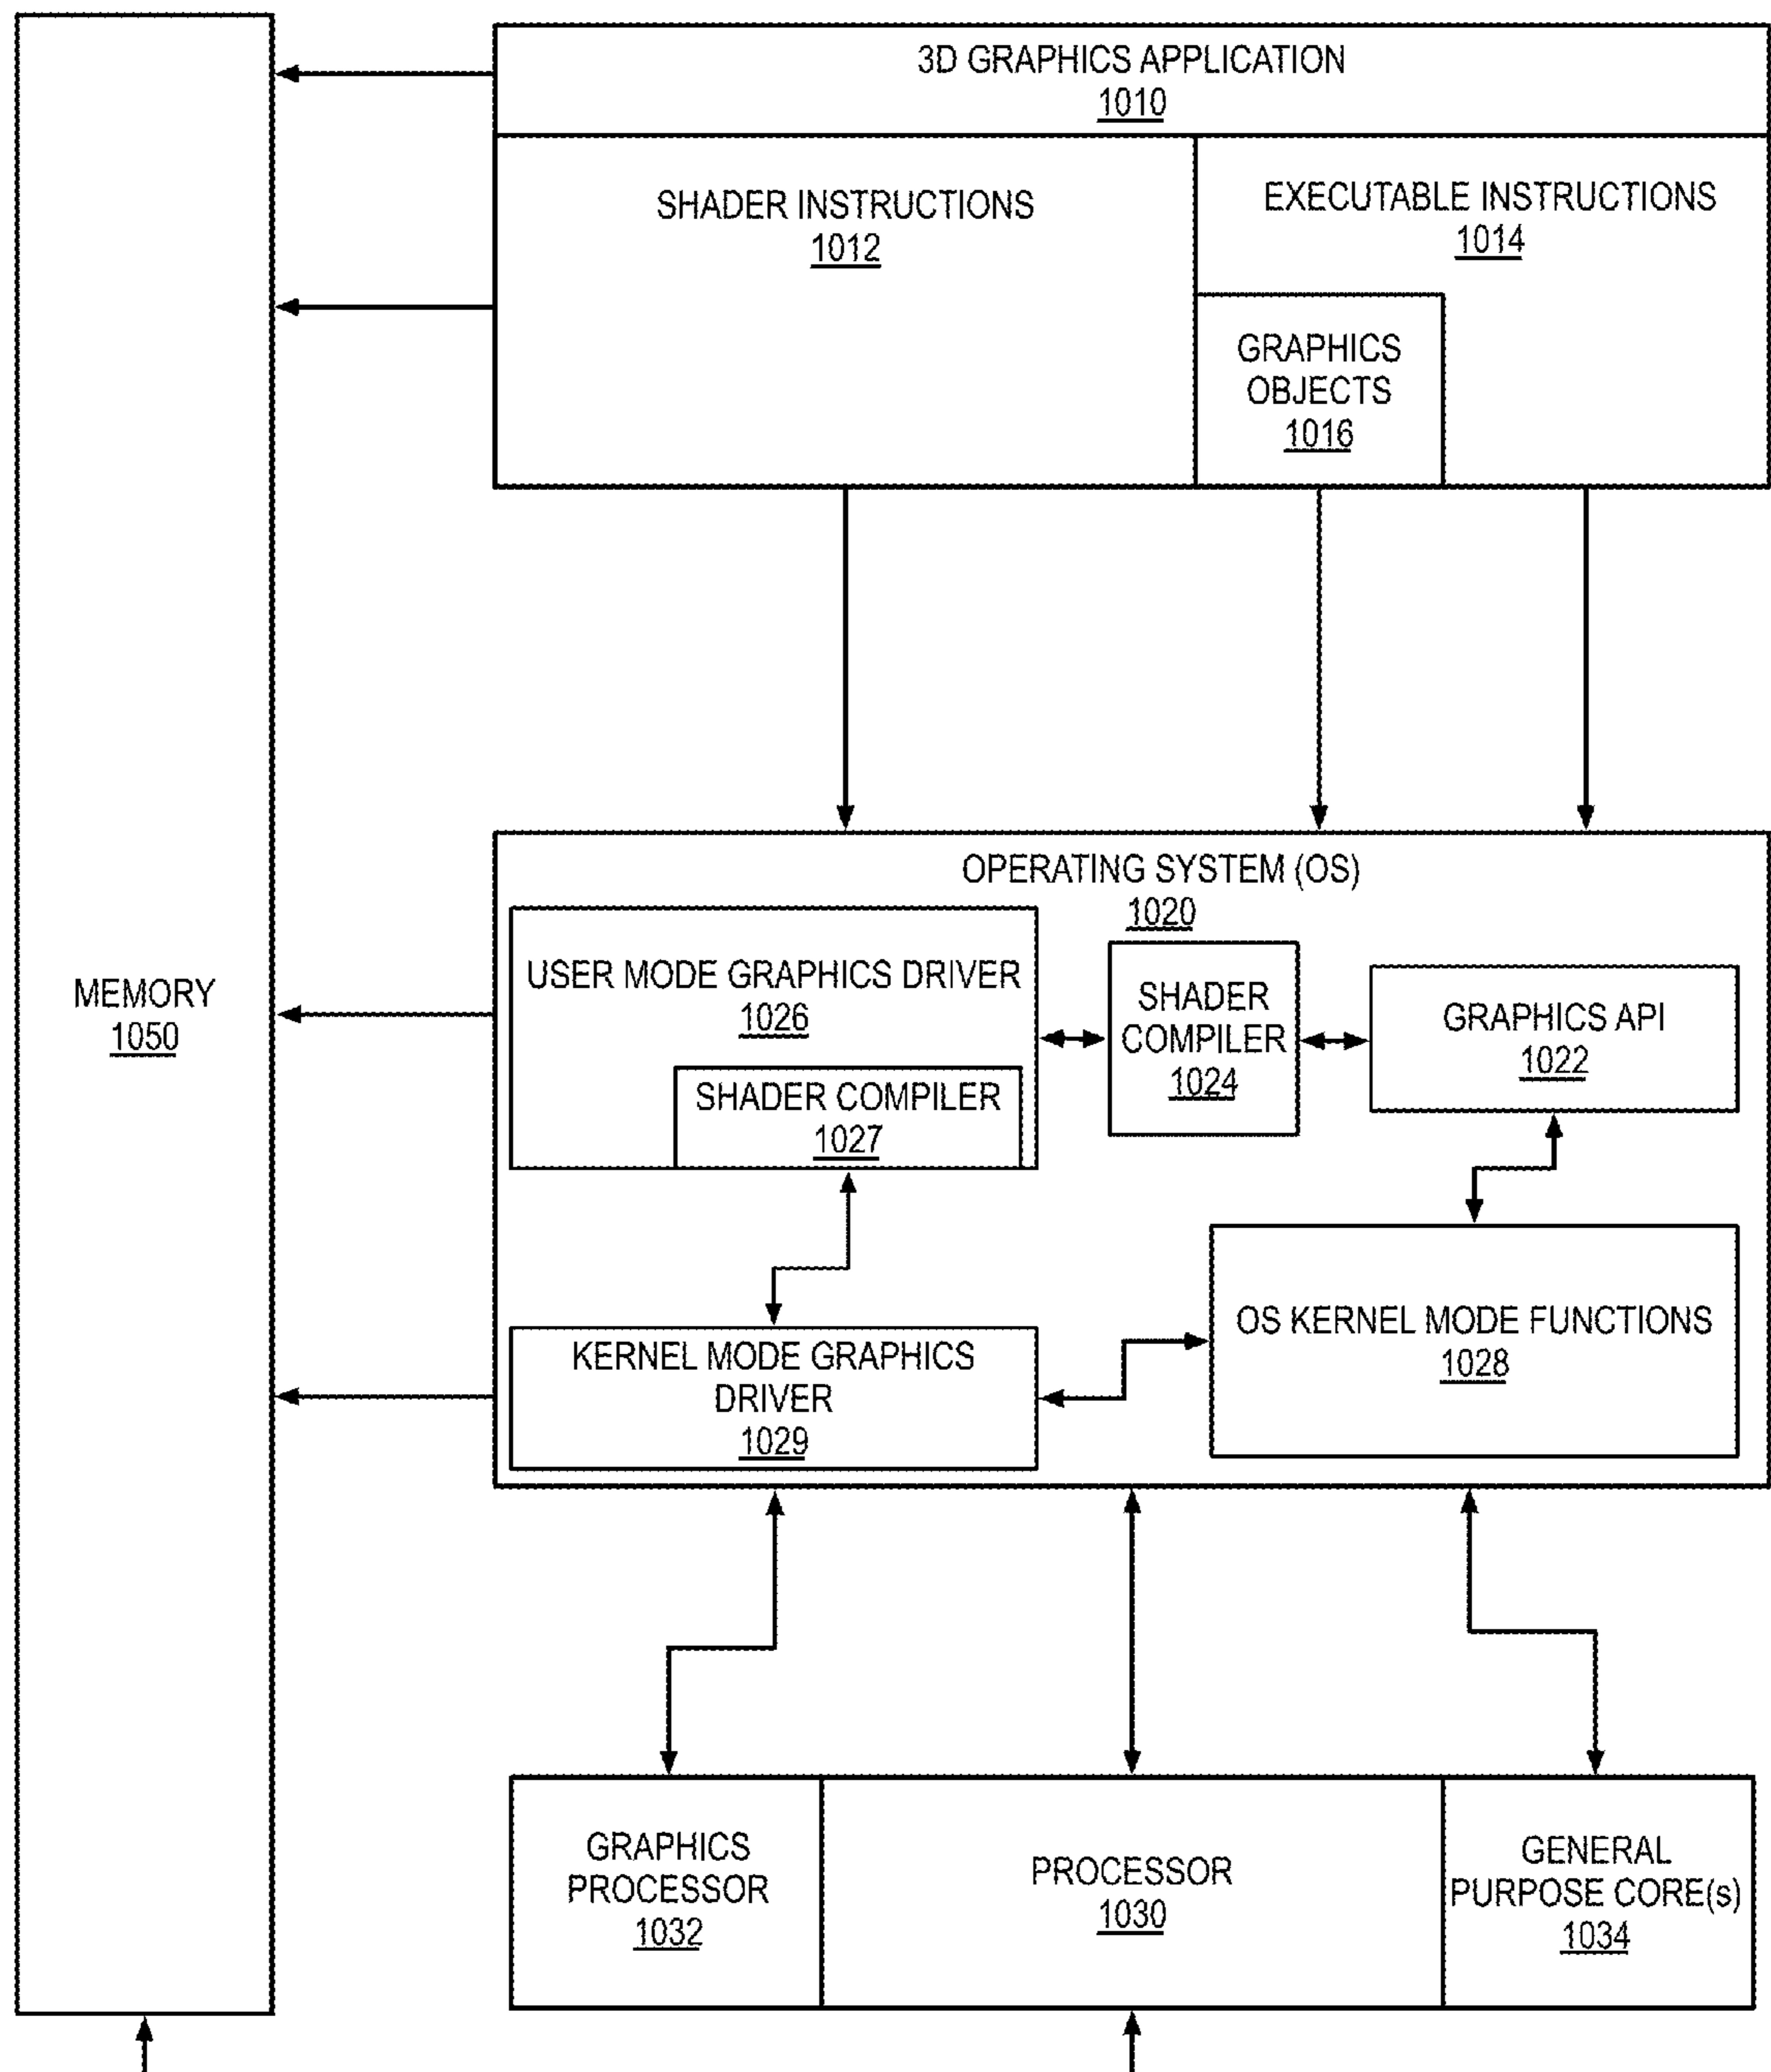 3D GRAPHICS APPLICATION
1010
SHADER INSTRUCTIONS
1012
EXECUTABLE INSTRUCTIONS
1014
GRAPHICS
OBJECTS
1016
MEMORY
1050
OPERATING SYSTEM (OS)
1020
USER MODE GRAPHICS DRIVER
1026
SHADER COMPILER
1027
SHADER
COMPILER
1024
GRAPHICS API
1022
KERNEL MODE GRAPHICS
DRIVER
1029
OS KERNEL MODE FUNCTIONS
1028
GRAPHICS
PROCESSOR
1032
PROCESSOR
1030
GENERAL
PURPOSE CORE(s)
1034